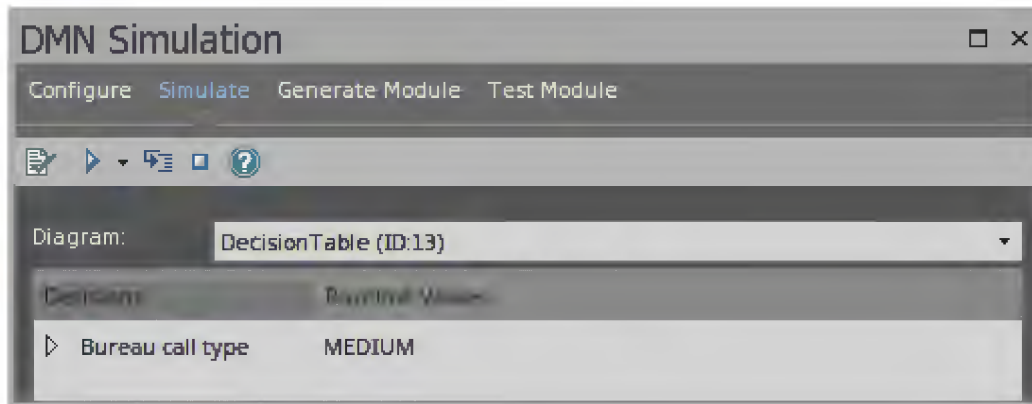 DMN Simulation
Configure Simulate Generate Module Test Module
Diagram: DecisionTable (ID:13)
Bureau call type MEDIUM